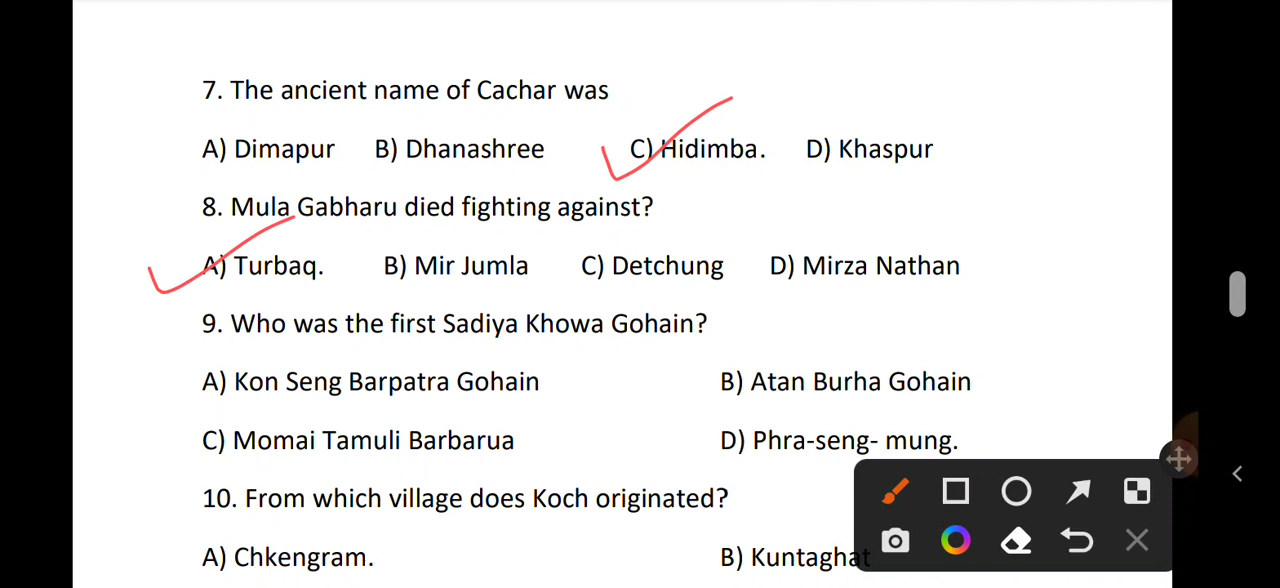 7. The ancient name of Cachar was
A) Dimapur B) Dhanashree C) Hidimba. D) Khaspur
8. Mula Gabharu died fighting against?
A) Turbaq. B) Mir Jumla C) Detchung D) Mirza Nathan
9. Who was the first Sadiya Khowa Gohain?
A) Kon Seng Barpatra Gohain B) Atan Burha Gohain
C) Momai Tamuli Barbarua D) Phra-seng- mung.
10. From which village does Koch originated?
A) Chkengram. B) Kuntaghat